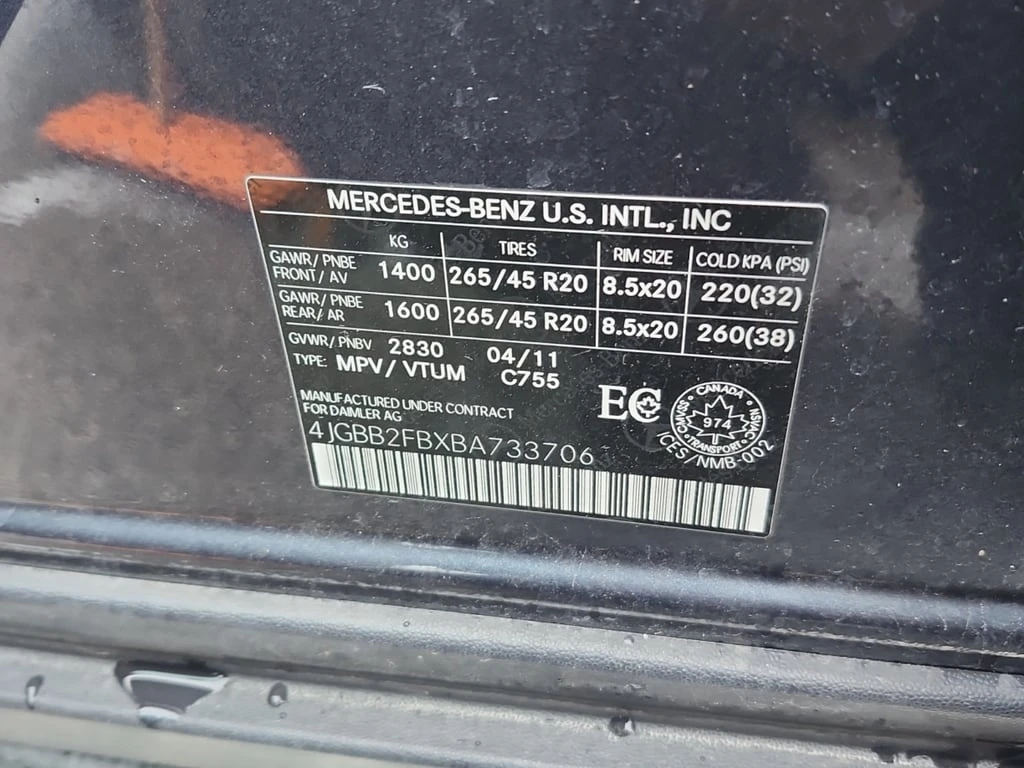 MERCEDES-BENZ U.S. INTL., INC
KG TIRES RIM SIZE COLD KPA (PSI)
GAWR/PNBE
FRONT/AV 1400 265/45 R20 8.5x20 220(32)
GAWR/PNBE
REAR/AR 1600 265/45 R20 8.5x20 260(38)
GVWR/PNBV 2830 04/11
TYPE: MPV/VTUM C755
MANUFACTURED UNDER CONTRACT
FOR DAIMLER AG
4JGBB2FBXBA733706
EC
CANADA
974
TRANSPORT
NSVAC
SSVMC
ICES/NMB-002